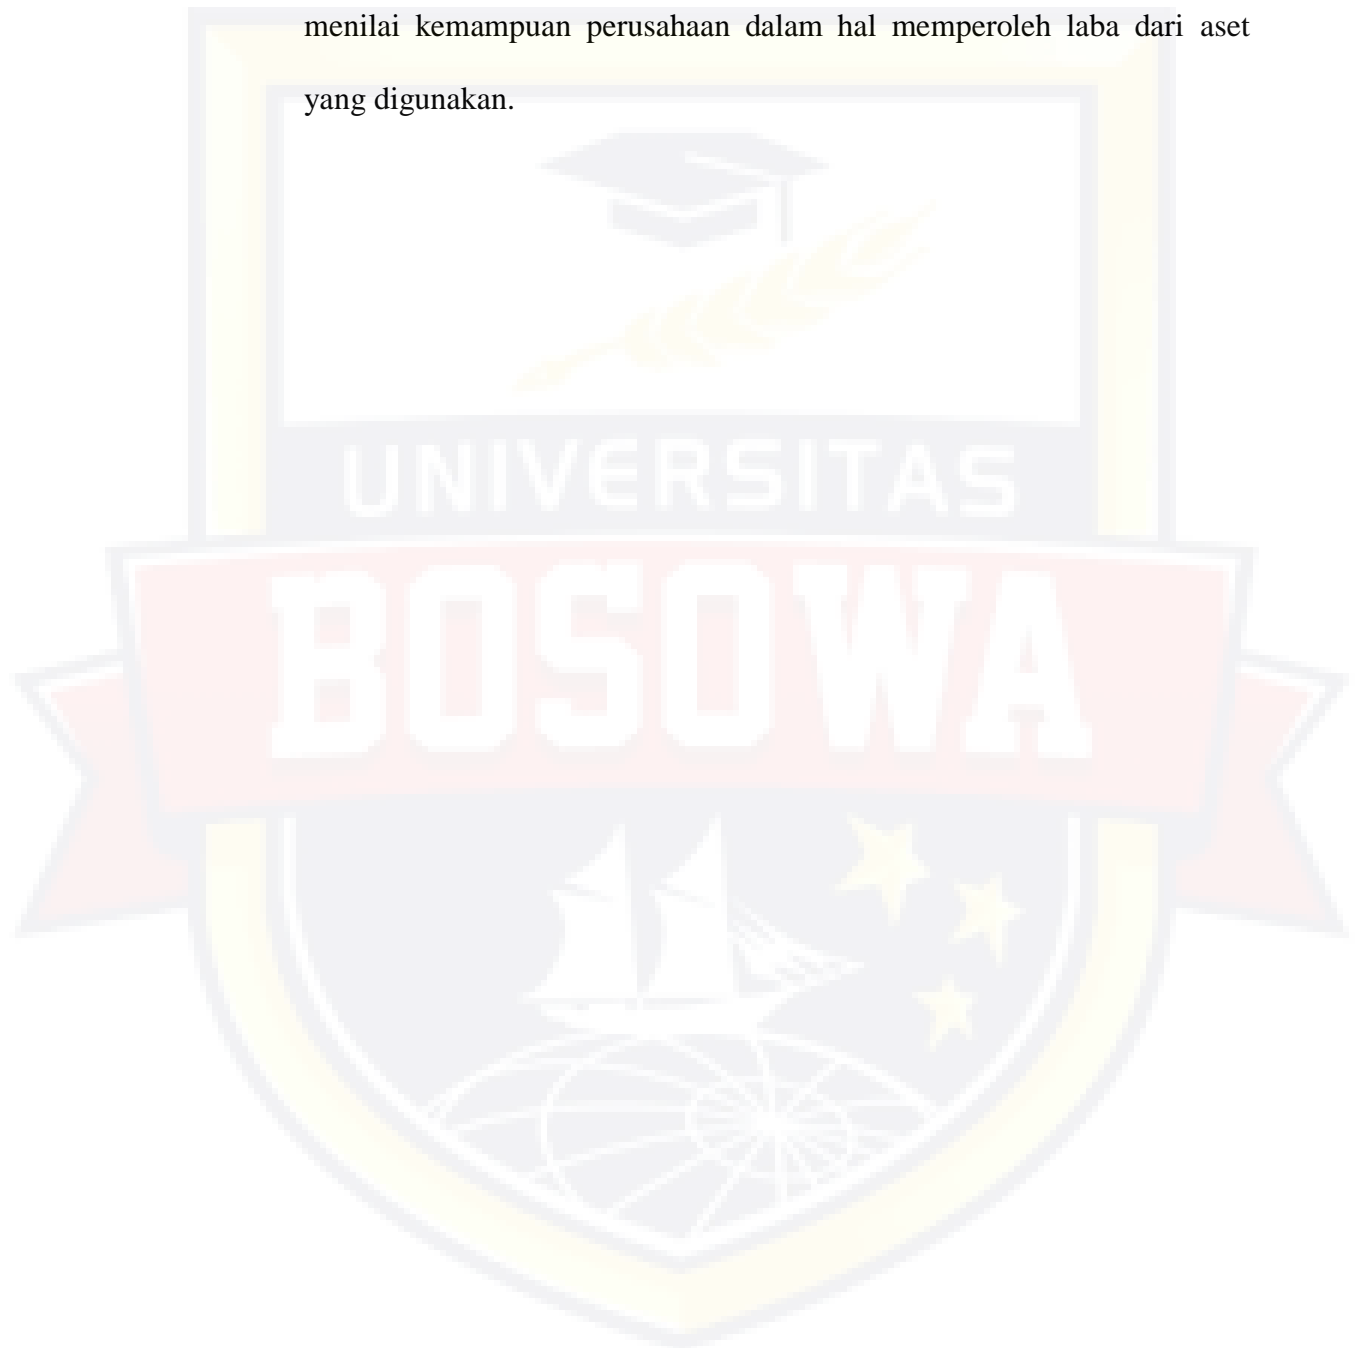 menilai kemampuan perusahaan dalam hal memperoleh laba dari aset
yang digunakan.
UNIVERSITAS
BOSOWA